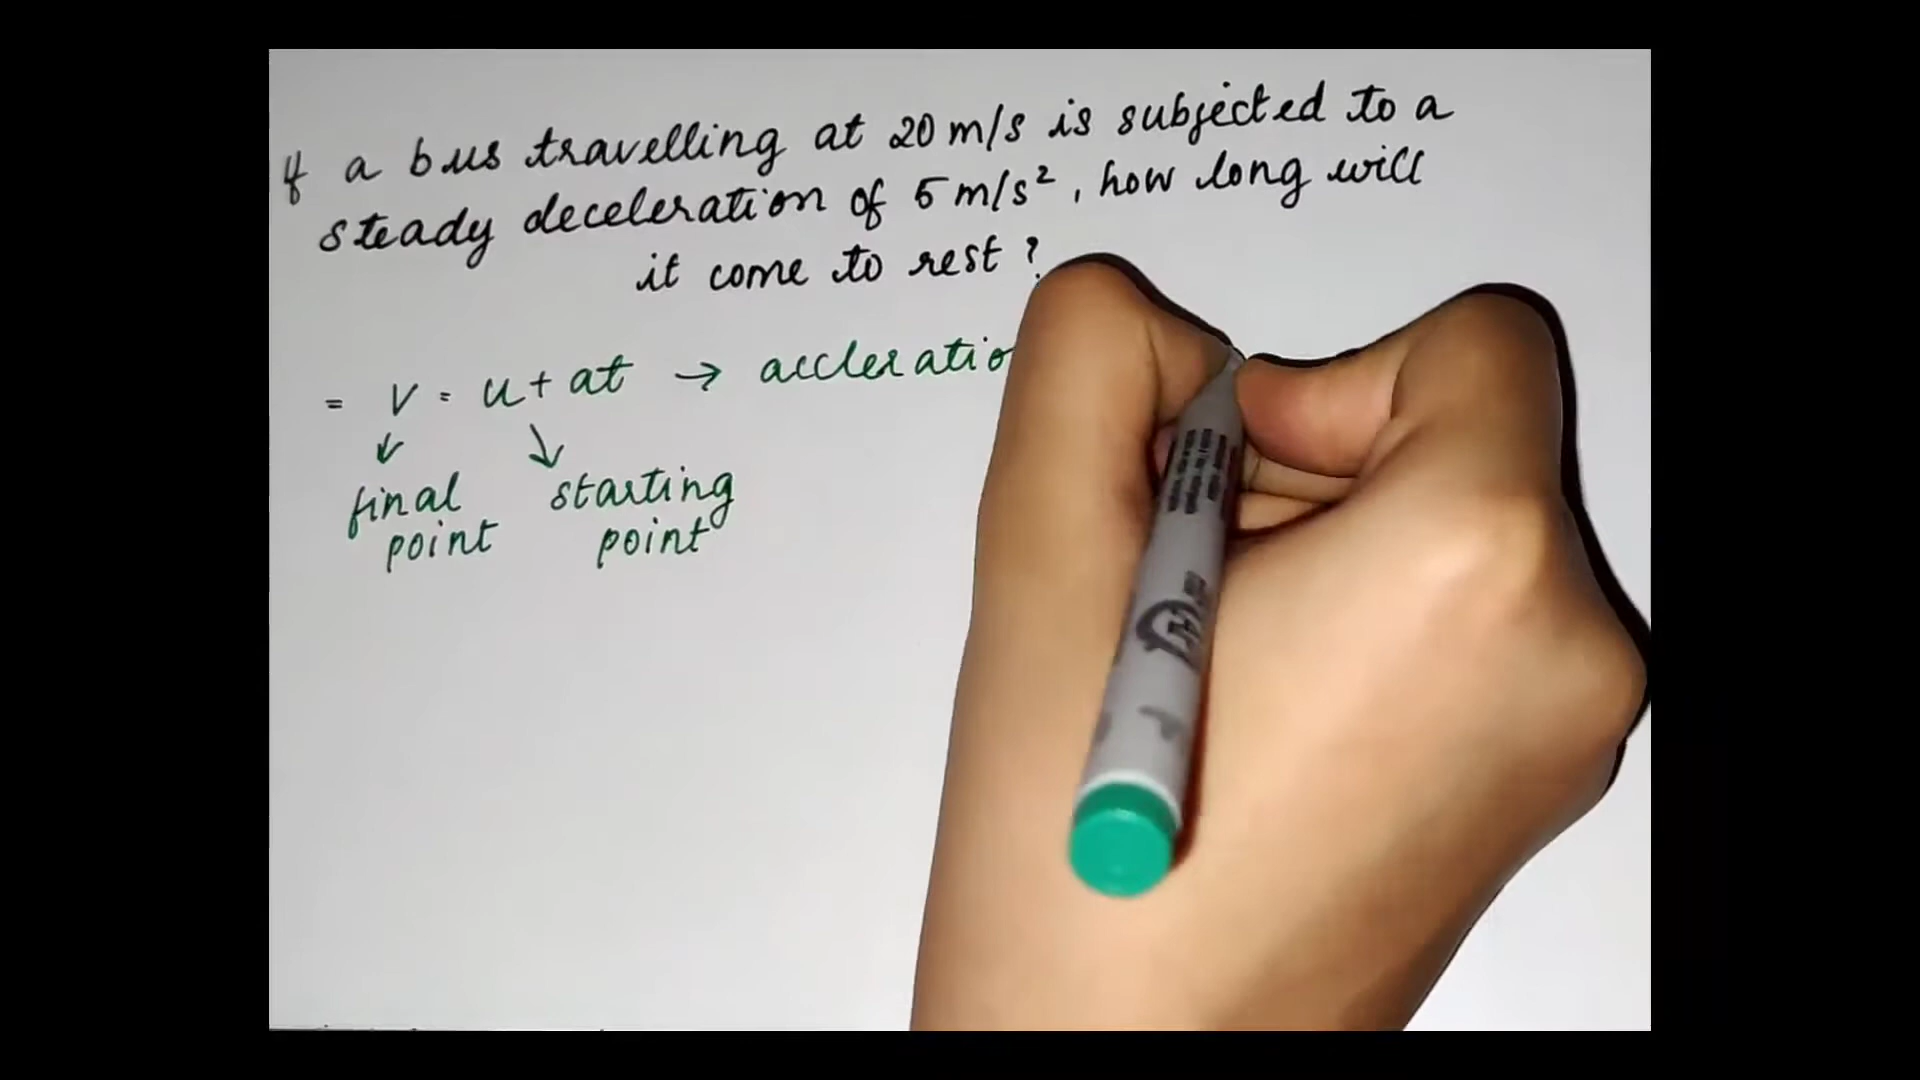 If a bus travelling at 20 m/s is subjected to a
steady deceleration of 5 m/s², how long will
it come to rest ?
= v = u + at → accleratio
↓ ↘
final starting
point point